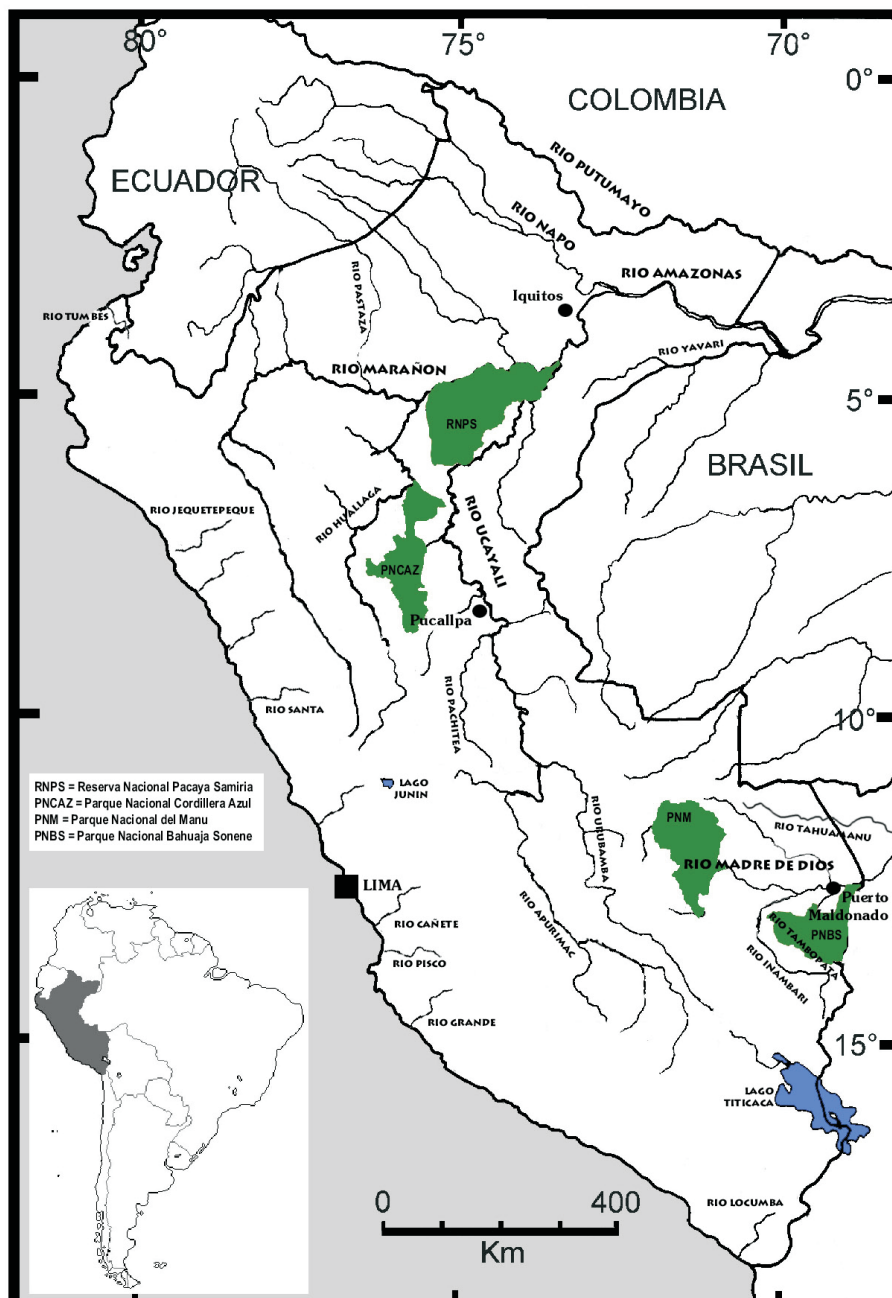 80°
75°
70°
0°
COLOMBIA
ECUADOR
RIO PUTUMAYO
RIO NAPO
RIO AMAZONAS
RIO PASTAZA
Iquitos
RIO TUMBES
RIO YAVARI
RIO MARAÑON
5°
RNPS
BRASIL
RIO JEQUETEPEQUE
RIO HUALLAGA
RIO UCAYALI
PNCAZ
Pucallpa
RIO SANTA
RIO PACHITEA
10°
LAGO
JUNIN
RNPS = Reserva Nacional Pacaya Samiria
PNCAZ = Parque Nacional Cordillera Azul
PNM = Parque Nacional del Manu
PNBS = Parque Nacional Bahuaja Sonene
RIO URUBAMBA
PNM
RIO TAHUAMANU
RIO MADRE DE DIOS
LIMA
Puerto
Maldonado
RIO CAÑETE
RIO APURIMAC
PNBS
RIO TAMBOPATA
RIO INAMBARI
RIO PISCO
RIO GRANDE
15°
LAGO
TITICACA
0
400
Km
RIO LOCUMBA